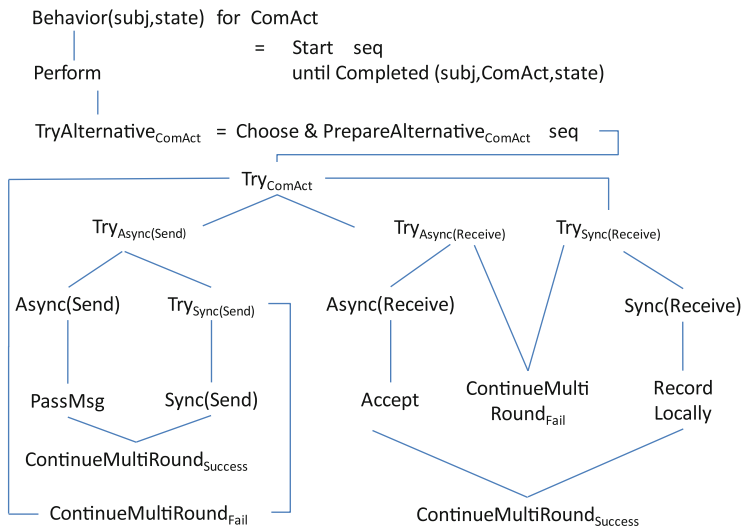 Behavior(subj,state) for ComAct
= Start seq
Perform until Completed (subj,ComAct,state)
TryAlternativeComAct = Choose & PrepareAlternativeComAct seq
TryComAct
TryAsync(Send) TryAsync(Receive) TrySync(Receive)
Async(Send) TrySync(Send) Async(Receive) Sync(Receive)
PassMsg Sync(Send) Accept ContinueMulti Record
RoundFail Locally
ContinueMultiRoundSuccess
ContinueMultiRoundFail ContinueMultiRoundSuccess